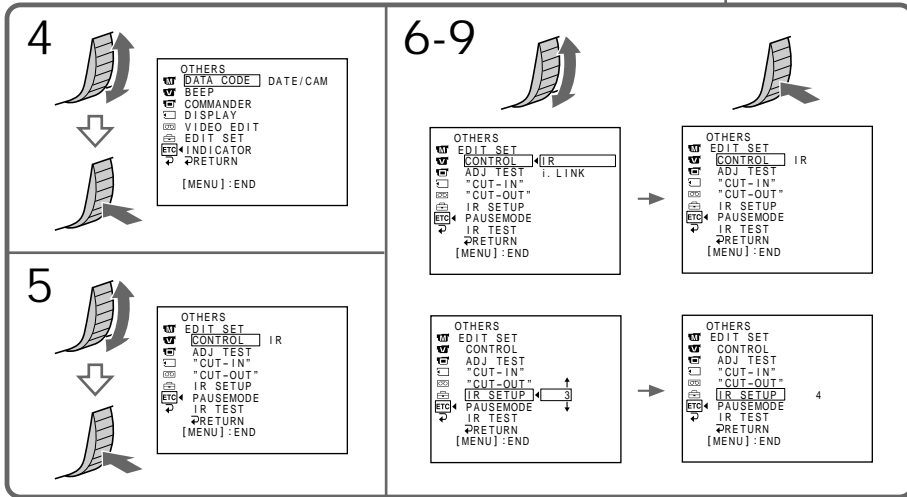 4
OTHERS
DATA CODE DATE/CAM
BEEP
COMMANDER
DISPLAY
VIDEO EDIT
EDIT SET
ETC INDICATOR
RETURN
[MENU] : END
5
OTHERS
EDIT SET
CONTROL IR
ADJ TEST
"CUT-IN"
"CUT-OUT"
IR SETUP
ETC PAUSEMODE
IR TEST
RETURN
[MENU] : END
6-9
OTHERS
EDIT SET
CONTROL IR
ADJ TEST i. LINK
"CUT-IN"
"CUT-OUT"
IR SETUP
ETC PAUSEMODE
IR TEST
RETURN
[MENU] : END
OTHERS
EDIT SET
CONTROL IR
ADJ TEST
"CUT-IN"
"CUT-OUT"
IR SETUP
ETC PAUSEMODE
IR TEST
RETURN
[MENU] : END
OTHERS
EDIT SET
CONTROL
ADJ TEST
"CUT-IN"
"CUT-OUT"
IR SETUP 3
ETC PAUSEMODE
IR TEST
RETURN
[MENU] : END
OTHERS
EDIT SET
CONTROL
ADJ TEST
"CUT-IN"
"CUT-OUT"
IR SETUP 4
ETC PAUSEMODE
IR TEST
RETURN
[MENU] : END